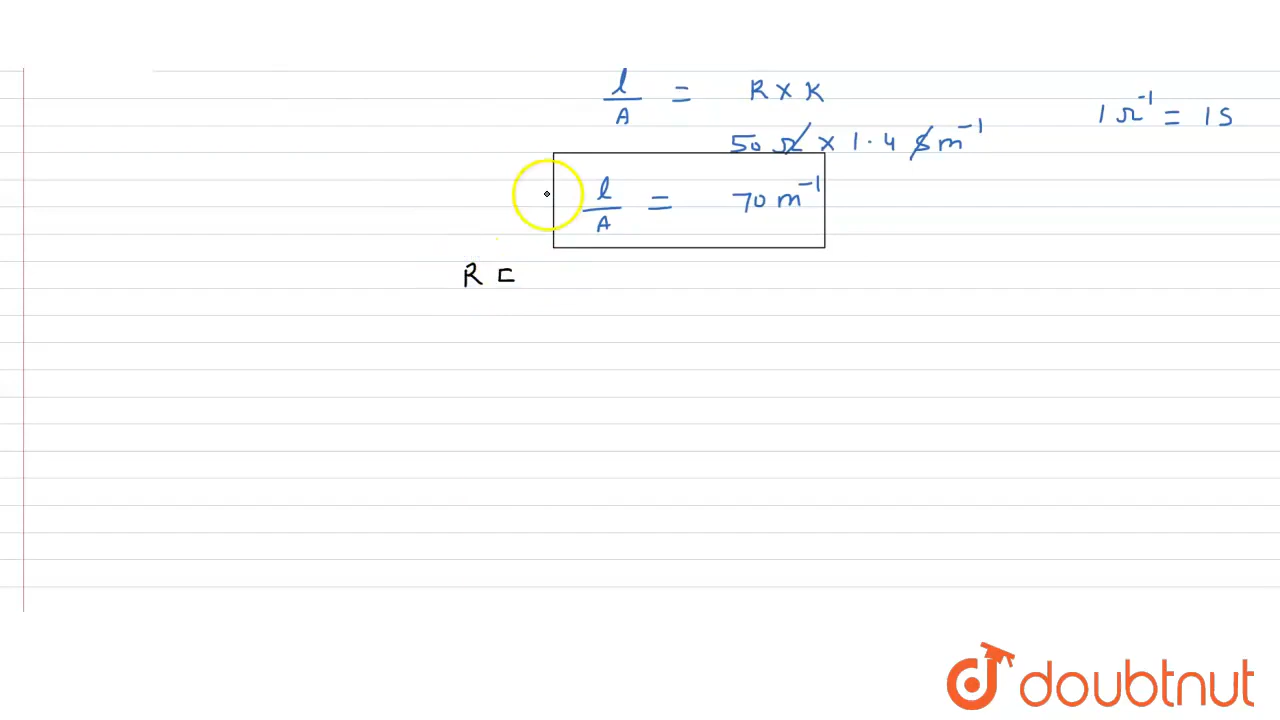 l/A = R × K
1 Ω⁻¹ = 1 S
50 Ω × 1.4 S m⁻¹
l/A = 70 m⁻¹
R =
doubtnut